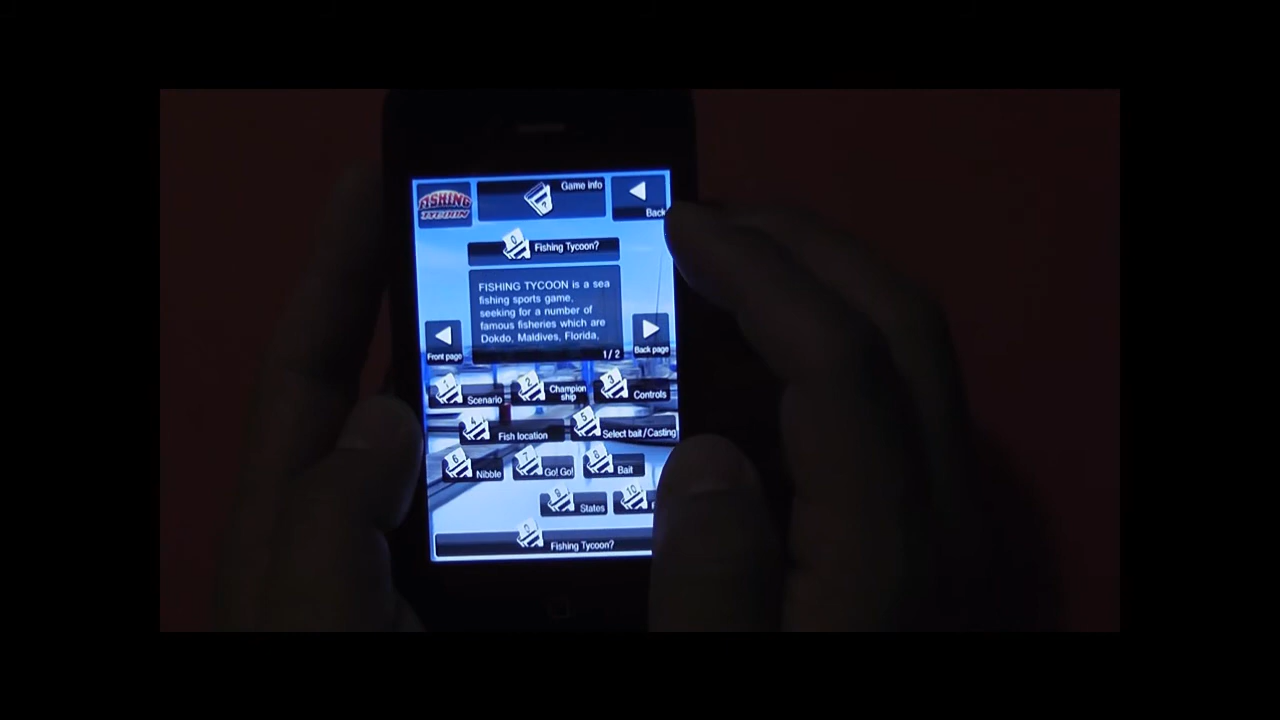 FISHING
TYCOON
Game info
Back
0
Fishing Tycoon?
FISHING TYCOON is a sea
fishing sports game,
seeking for a number of
famous fisheries which are
Dokdo, Maldives, Florida,
1 / 2
Front page
Back page
1 Scenario
2 Champion
ship
3 Controls
4 Fish location
5 Select bait/Casting
6 Nibble
7 Go! Go!
8 Bait
9 States
10
0 Fishing Tycoon?